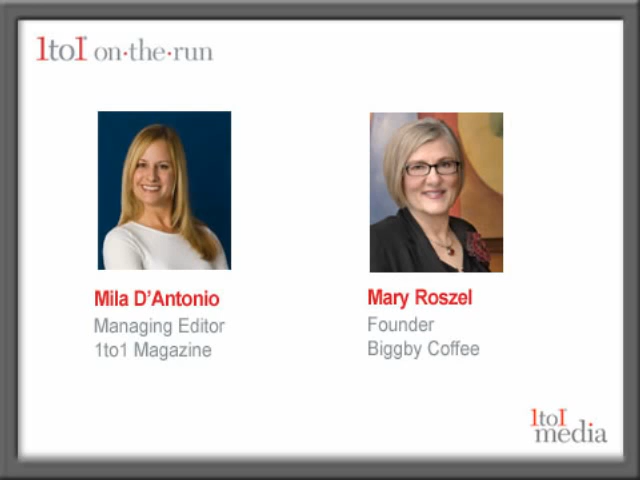 1to1 on·the·run
Mila D'Antonio
Managing Editor
1to1 Magazine
Mary Roszel
Founder
Biggby Coffee
1to1
media